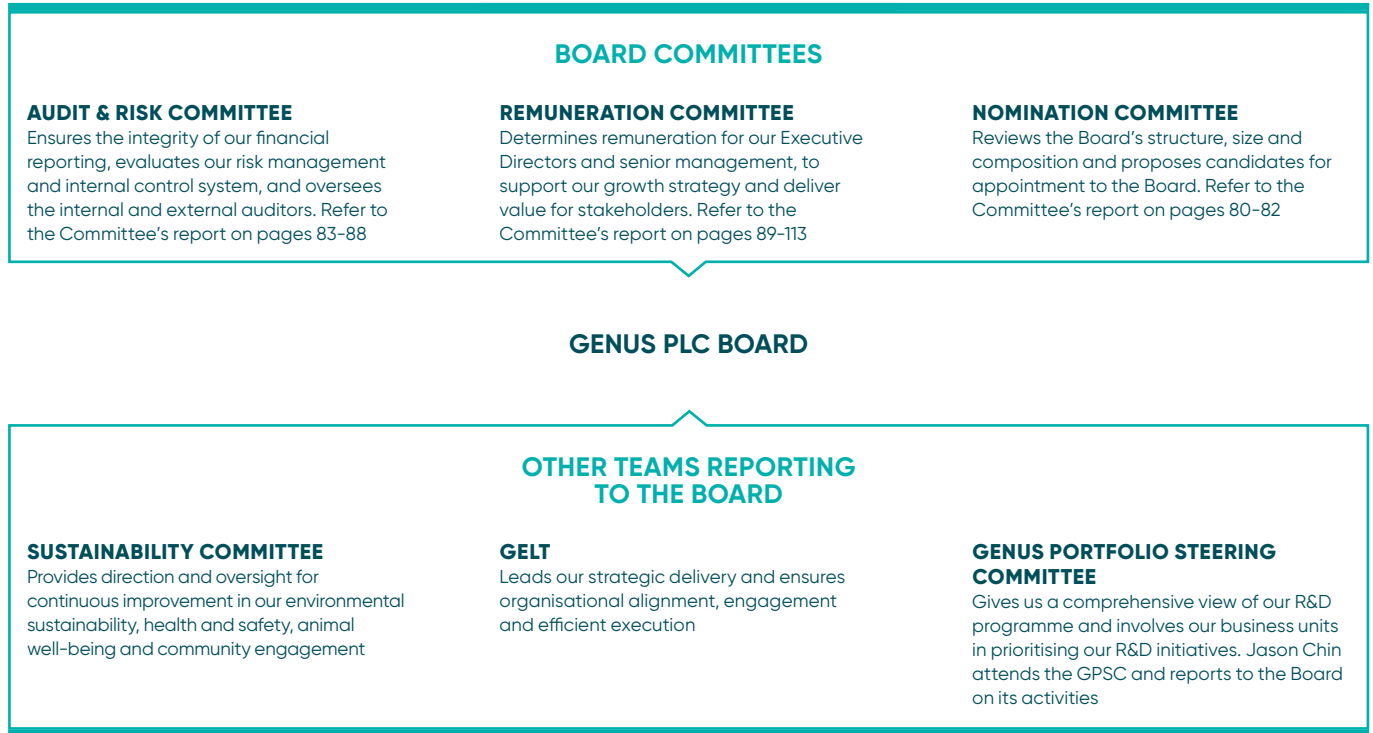 BOARD COMMITTEES
AUDIT & RISK COMMITTEE
Ensures the integrity of our financial
reporting, evaluates our risk management
and internal control system, and oversees
the internal and external auditors. Refer to
the Committee's report on pages 83-88
REMUNERATION COMMITTEE
Determines remuneration for our Executive
Directors and senior management, to
support our growth strategy and deliver
value for stakeholders. Refer to the
Committee's report on pages 89-113
NOMINATION COMMITTEE
Reviews the Board's structure, size and
composition and proposes candidates for
appointment to the Board. Refer to the
Committee's report on pages 80-82
GENUS PLC BOARD
OTHER TEAMS REPORTING
TO THE BOARD
SUSTAINABILITY COMMITTEE
Provides direction and oversight for
continuous improvement in our environmental
sustainability, health and safety, animal
well-being and community engagement
GELT
Leads our strategic delivery and ensures
organisational alignment, engagement
and efficient execution
GENUS PORTFOLIO STEERING
COMMITTEE
Gives us a comprehensive view of our R&D
programme and involves our business units
in prioritising our R&D initiatives. Jason Chin
attends the GPSC and reports to the Board
on its activities